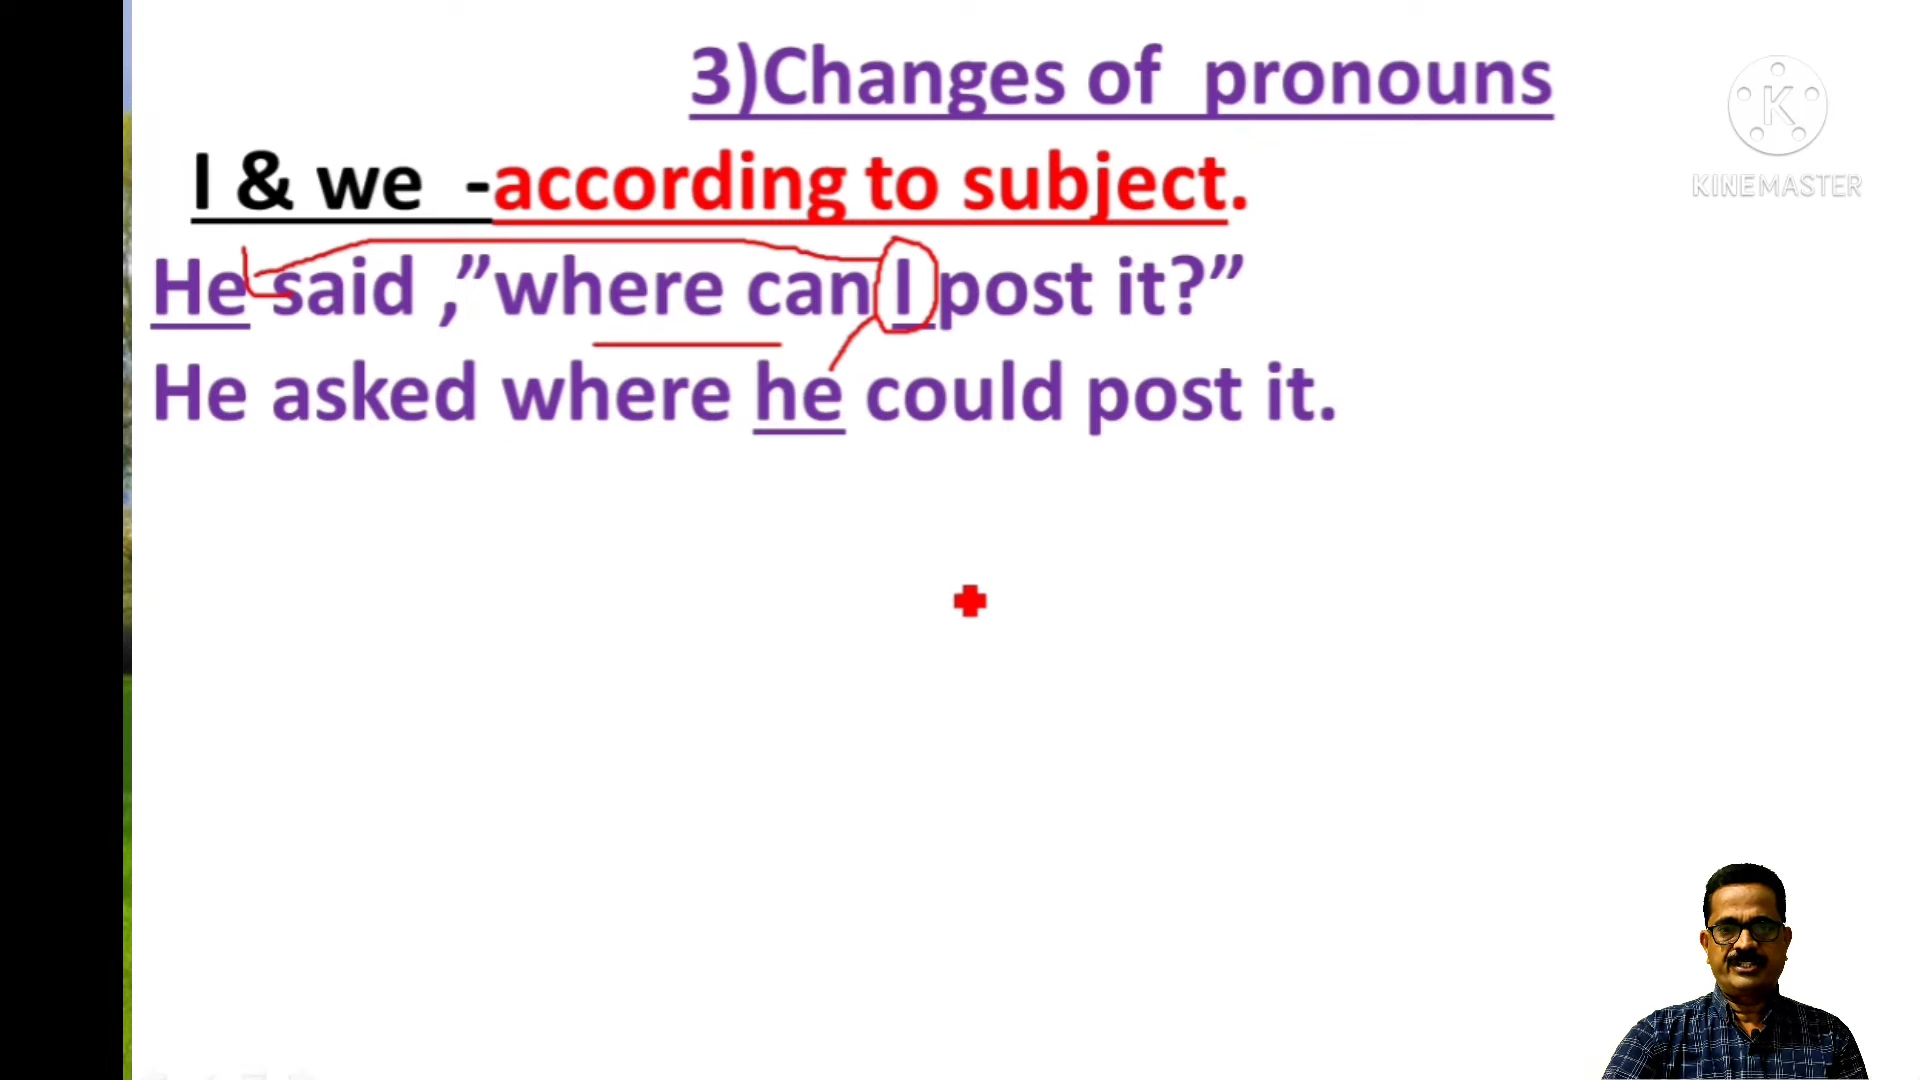 3)Changes of pronouns
I & we -according to subject.
He said ,”where can I post it?”
He asked where he could post it.
K
KINEMASTER